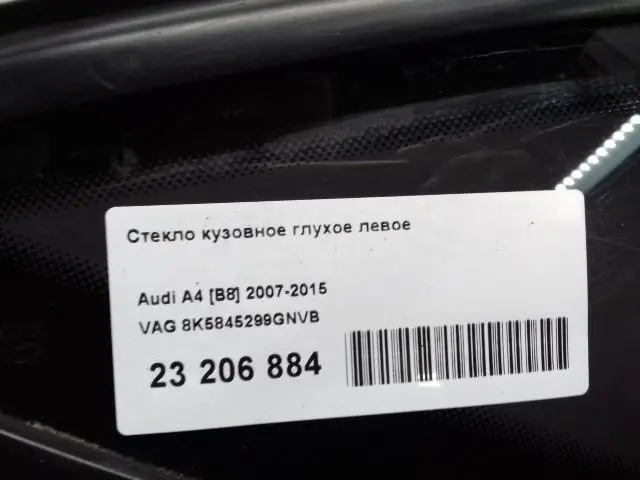 Стекло кузовное глухое левое
Audi A4 [B8] 2007-2015
VAG 8K5845299GNVB
23 206 884